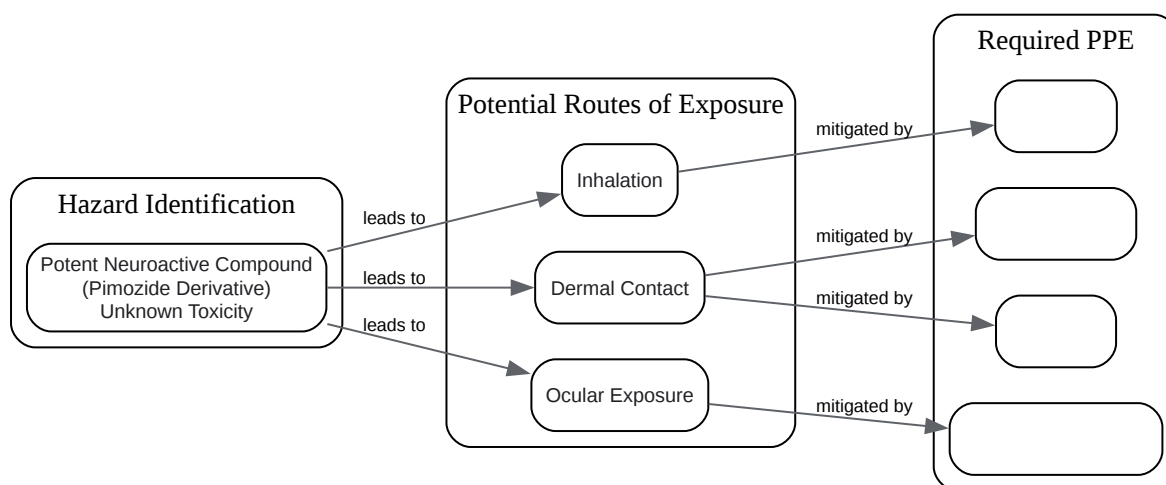 Required PPE
Potential Routes of Exposure
mitigated by
Inhalation
Hazard Identification
leads to
mitigated by
Potent Neuroactive Compound
(Pimozide Derivative)
Unknown Toxicity
leads to
Dermal Contact
mitigated by
leads to
Ocular Exposure
mitigated by